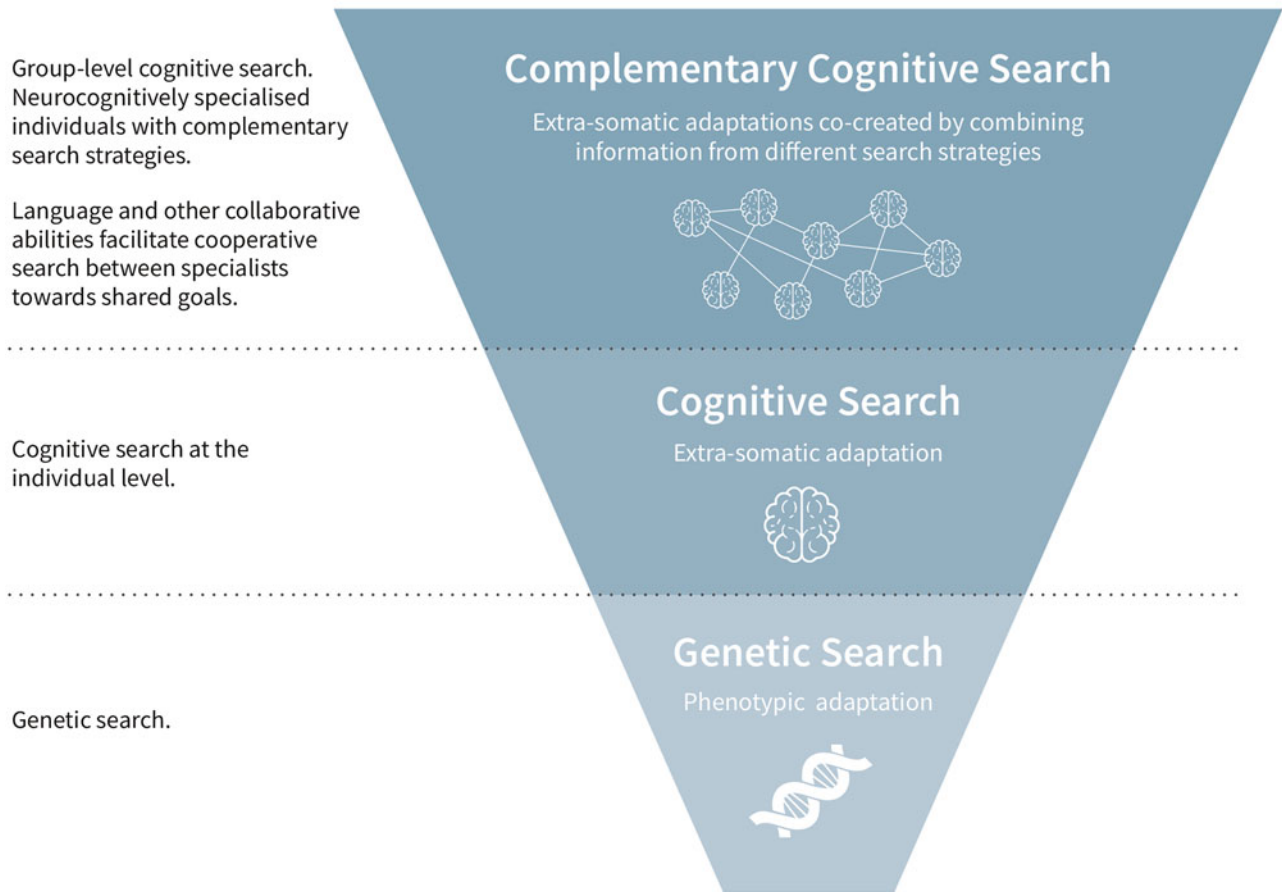 Group-level cognitive search.
Neurocognitively specialised
individuals with complementary
search strategies.
Language and other collaborative
abilities facilitate cooperative
search between specialists
towards shared goals.
Complementary Cognitive Search
Extra-somatic adaptations co-created by combining
information from different search strategies
Cognitive search at the
individual level.
Cognitive Search
Extra-somatic adaptation
Genetic search.
Genetic Search
Phenotypic adaptation